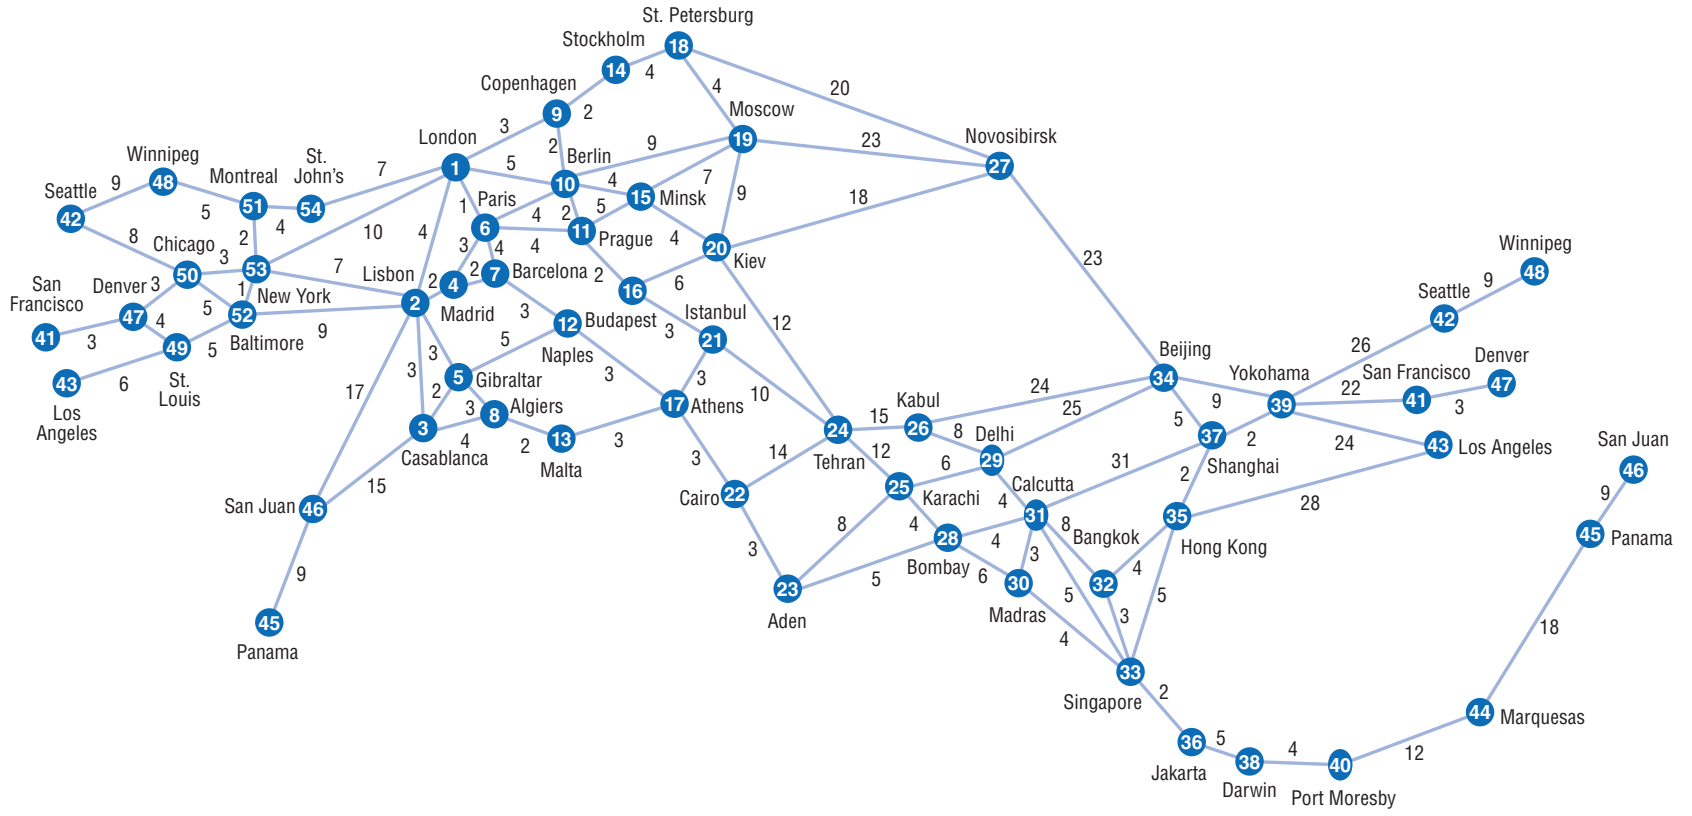 St. Petersburg
18
Stockholm
14
4
Copenhagen
9
2
4
20
Moscow
19
London
1
3
2
Berlin
10
9
23
Novosibirsk
27
Winnipeg
48
St.
John's
54
7
5
4
7
9
Minsk
15
Seattle
42
9
5
Montreal
51
4
Paris
6
1
4
2
5
18
Prague
11
4
Kiev
20
8
Chicago
50
3
2
53
10
4
3
4
2
6
23
Winnipeg
48
9
San
Francisco
41
Denver
47
3
1
New York
7
Lisbon
2
2
Madrid
4
2
Barcelona
7
16
Budapest
Seattle
42
3
4
5
52
Baltimore
9
3
12
Naples
Istanbul
21
3
12
26
3
49
St.
Louis
5
5
Beijing
34
Yokohama
39
San Francisco
41
Denver
47
43
Los
Angeles
6
3
3
5
Gibraltar
3
3
10
Kabul
26
24
9
22
3
17
2
3
8
Algiers
17
Athens
15
25
5
37
Shanghai
2
24
43
Los Angeles
3
Casablanca
4
2
13
Malta
3
24
Tehran
8
Delhi
29
San Juan
46
15
3
14
12
6
31
2
28
San Juan
46
Cairo
22
25
Karachi
4
Calcutta
31
8
Bangkok
35
Hong Kong
9
45
Panama
9
3
8
4
28
Bombay
4
3
32
4
23
Aden
5
6
30
Madras
5
3
5
45
Panama
4
33
Singapore
2
18
36
Jakarta
5
38
Darwin
4
40
Port Moresby
12
44
Marquesas